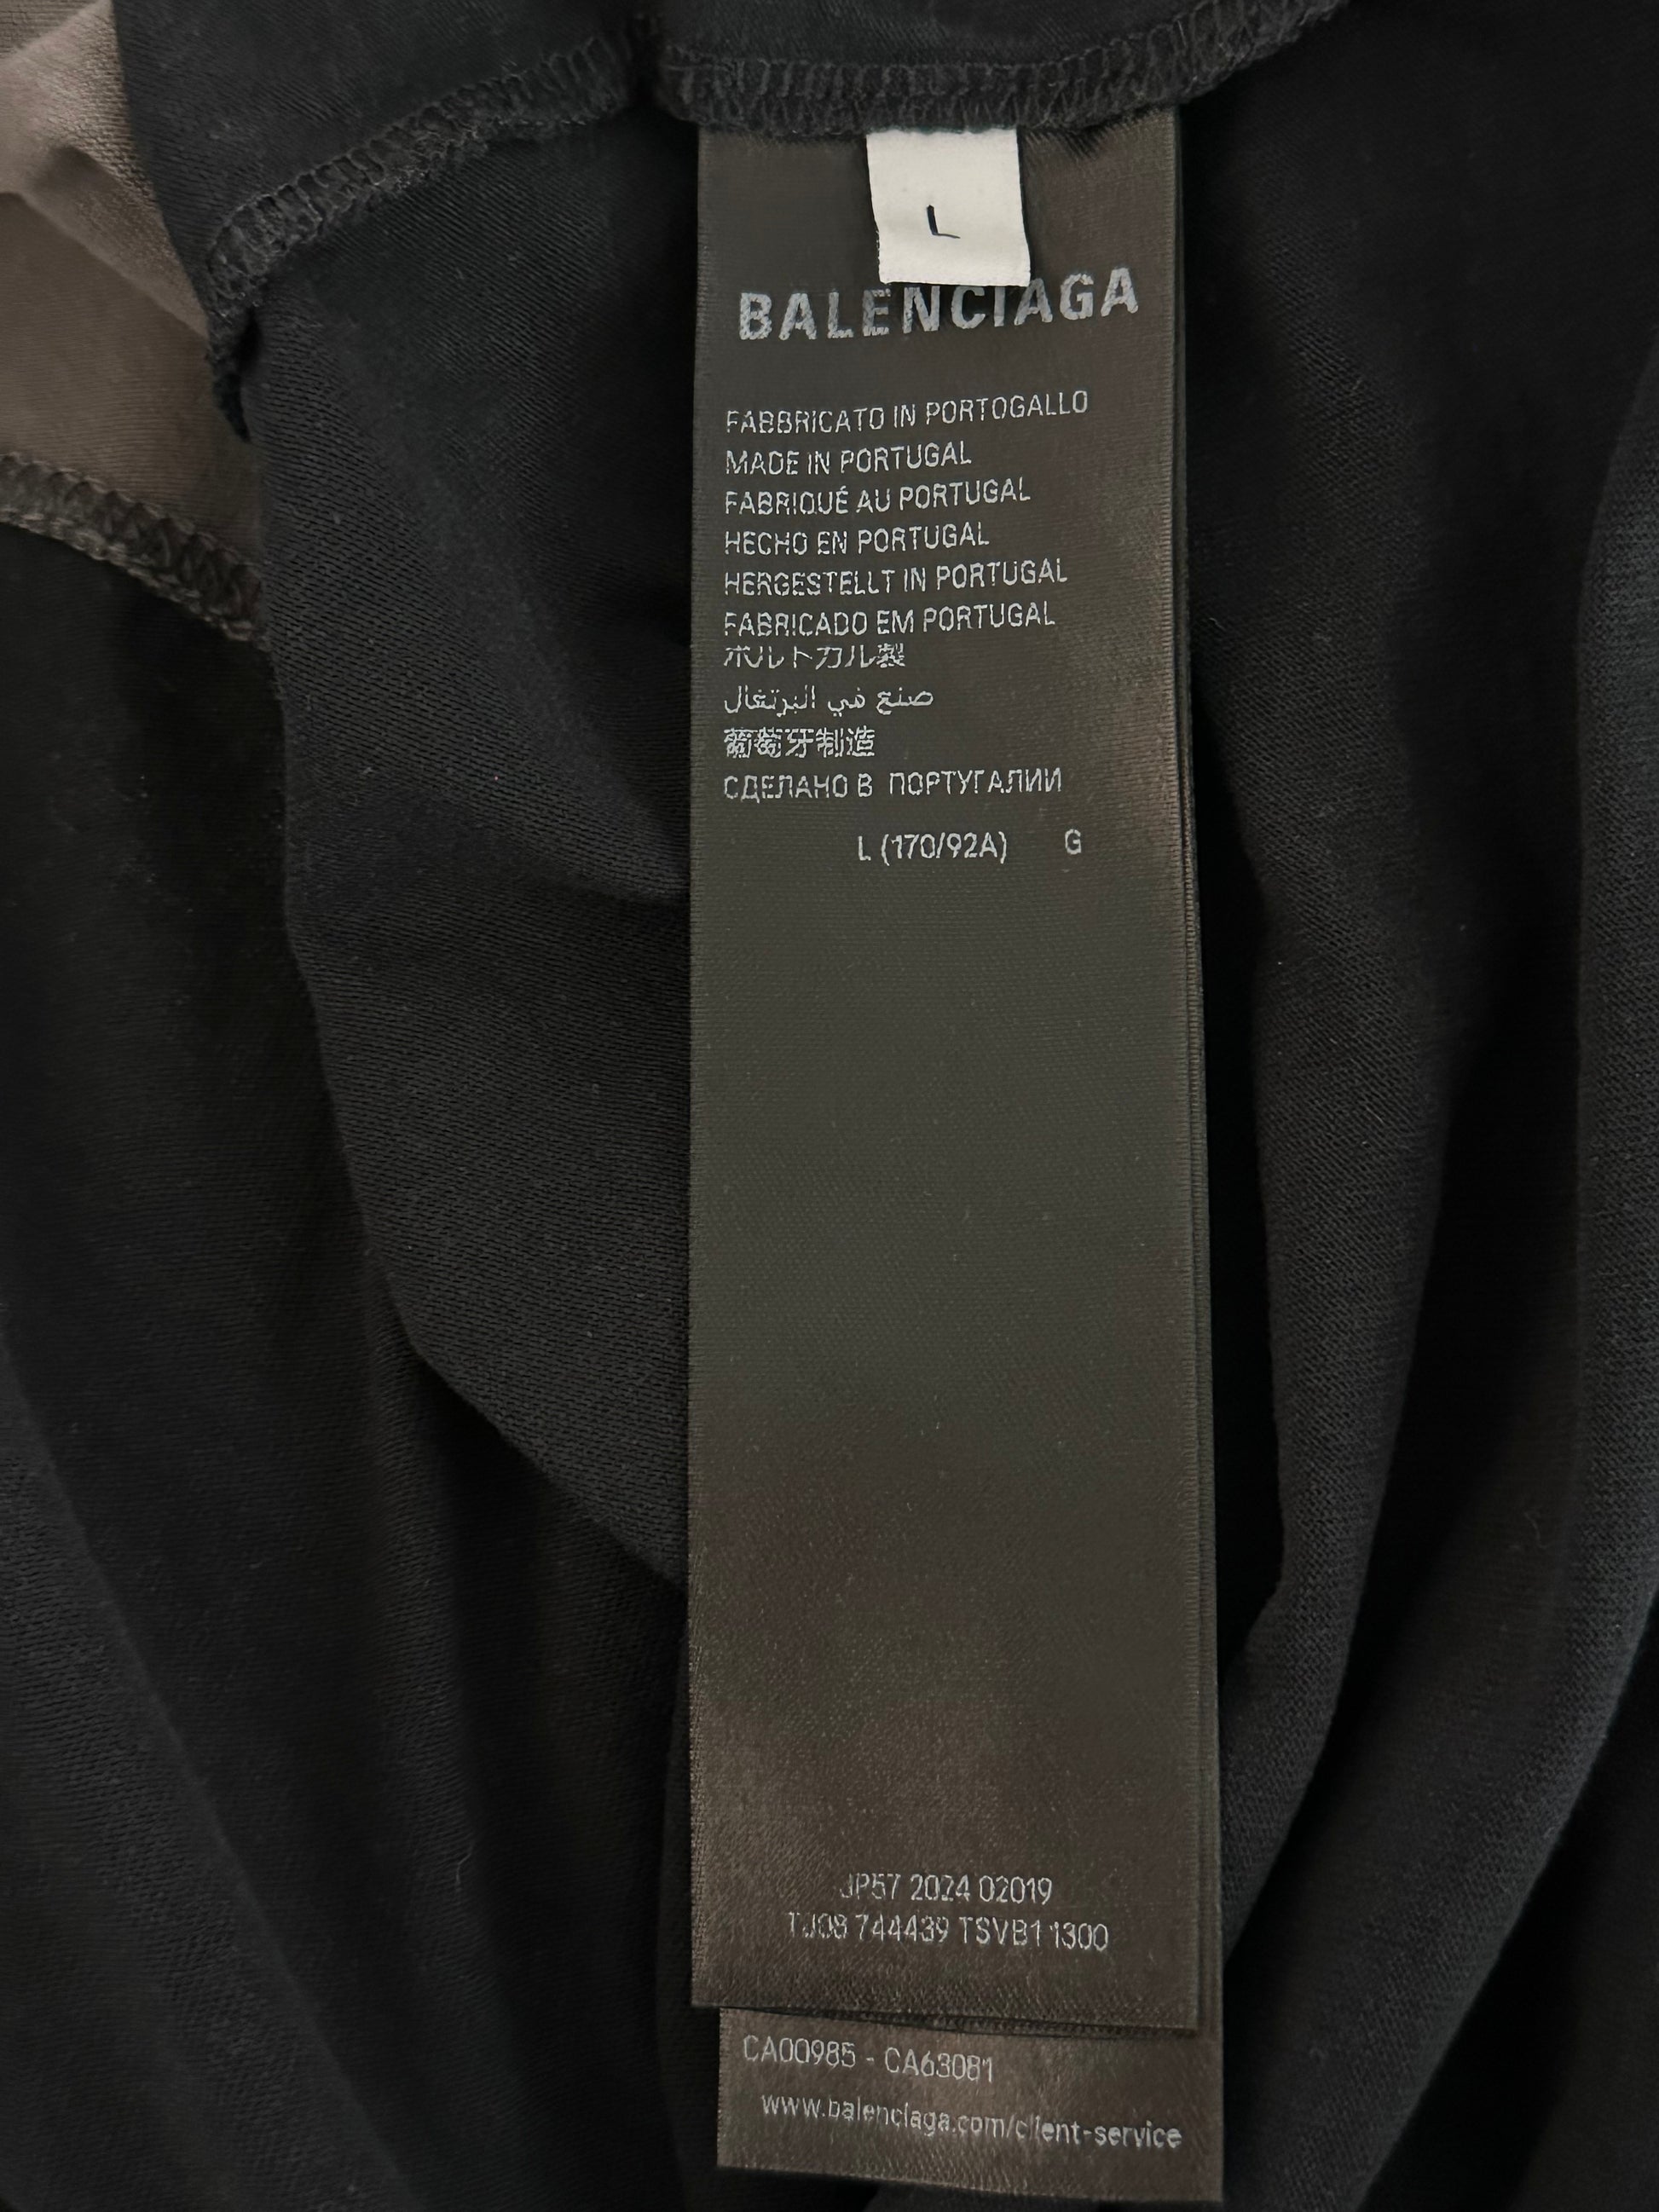 L
BALENCIAGA
FABBRICATO IN PORTOGALLO
MADE IN PORTUGAL
FABRIQUÉ AU PORTUGAL
HECHO EN PORTUGAL
HERGESTELLT IN PORTUGAL
FABRICADO EM PORTUGAL
ポルトガル製
صنع في البرتغال
葡萄牙制造
СДЕЛАНО В ПОРТУГАЛИИ
L (170/92A) G
JP57 2024 02019
TJ08 744439 TSVB1 1300
CA00985 - CA63081
www.balenciaga.com/client-service